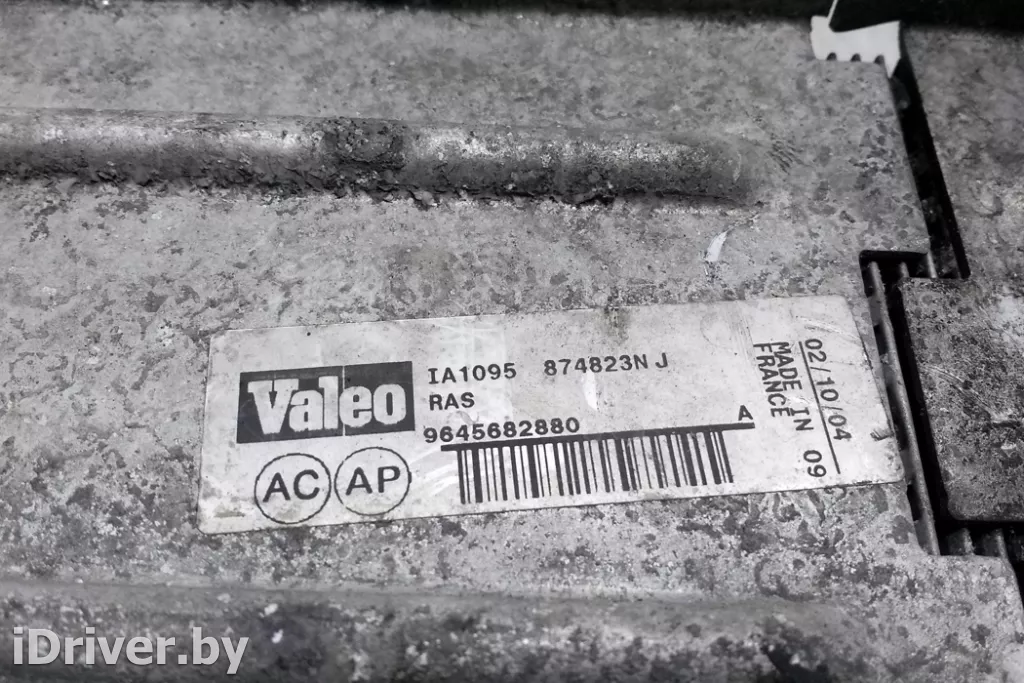 Valeo
IA1095 874823N J
RAS
9645682880
A
AC AP
02/10/04 09
MADE IN
FRANCE
iDriver.by